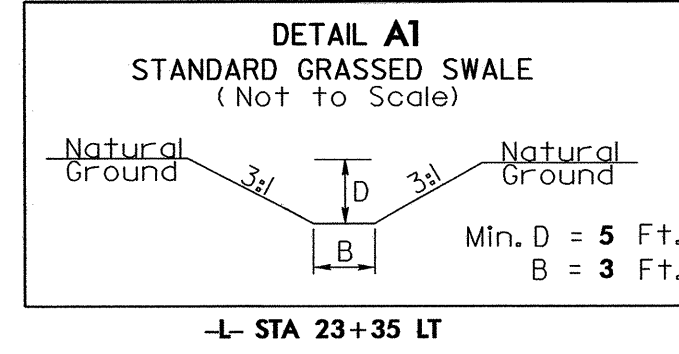 DETAIL A1
STANDARD GRASSED SWALE
(Not to Scale)
Natural
Ground
3:1
D
3:1
Natural
Ground
B
Min. D = 5 Ft.
B = 3 Ft.
-L- STA 23+35 LT